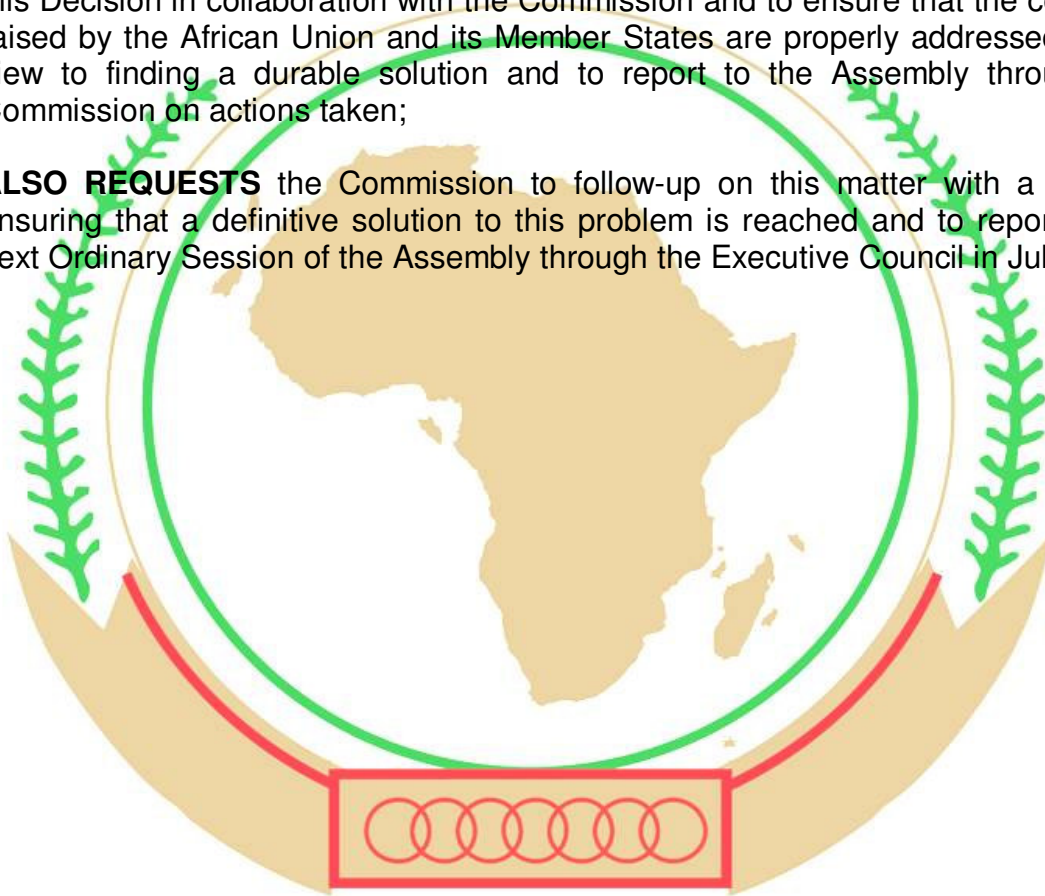 his Decision in collaboration with the Commission and to ensure that the co
aised by the African Union and its Member States are properly addressed
iew to finding a durable solution and to report to the Assembly throu
ommission on actions taken;
ALSO REQUESTS the Commission to follow-up on this matter with a
nsuring that a definitive solution to this problem is reached and to repor
ext Ordinary Session of the Assembly through the Executive Council in Jul